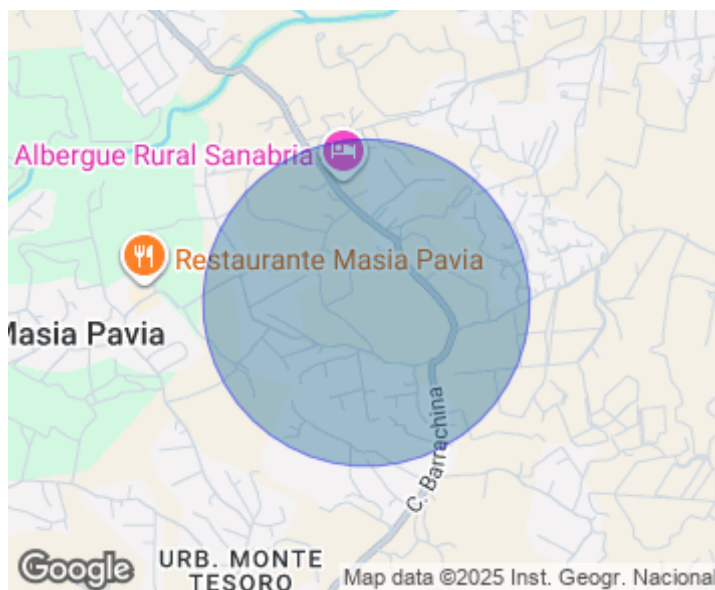 Albergue Rural Sanabria
Restaurante Masia Pavia
Masia Pavia
C. Barrachina
URB. MONTE
TESORO
Google
Map data ©2025 Inst. Geogr. Nacional